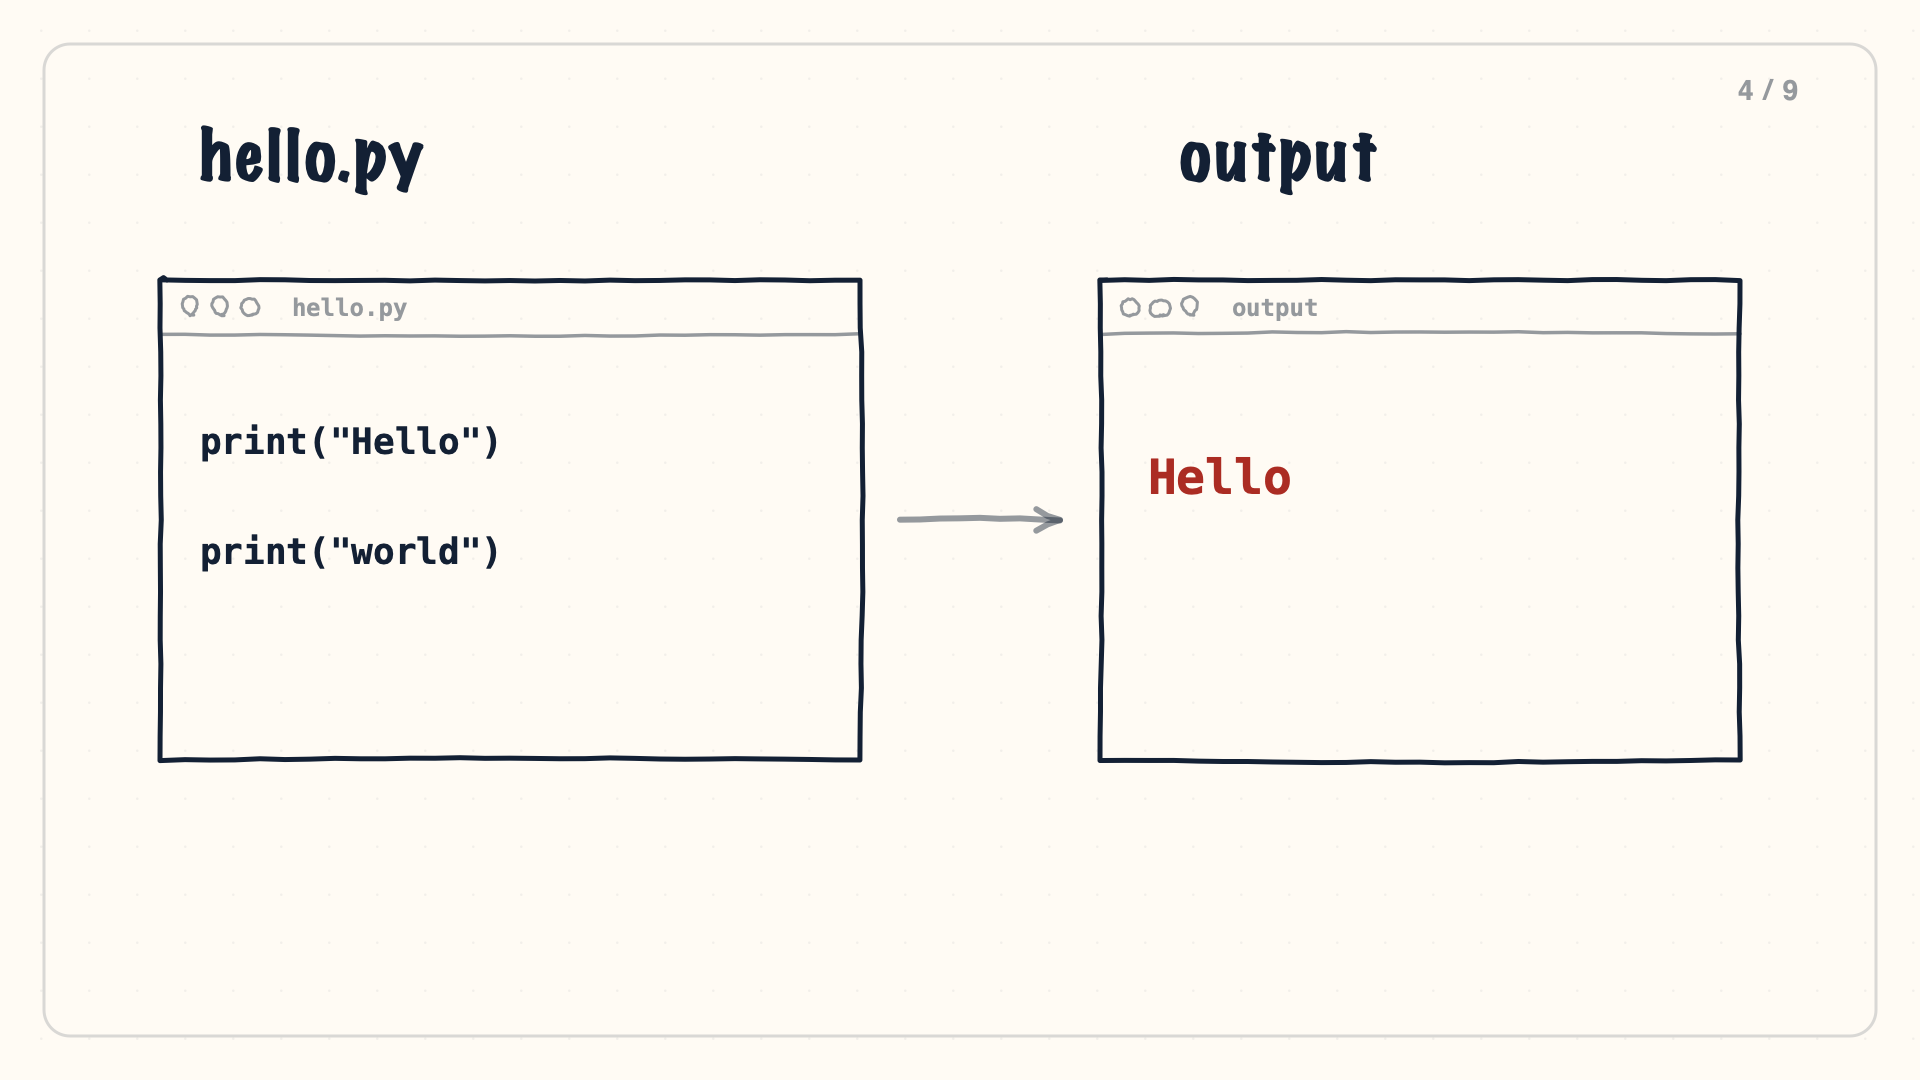 4 / 9
hello.py
output
hello.py
print("Hello")
print("world")
output
Hello